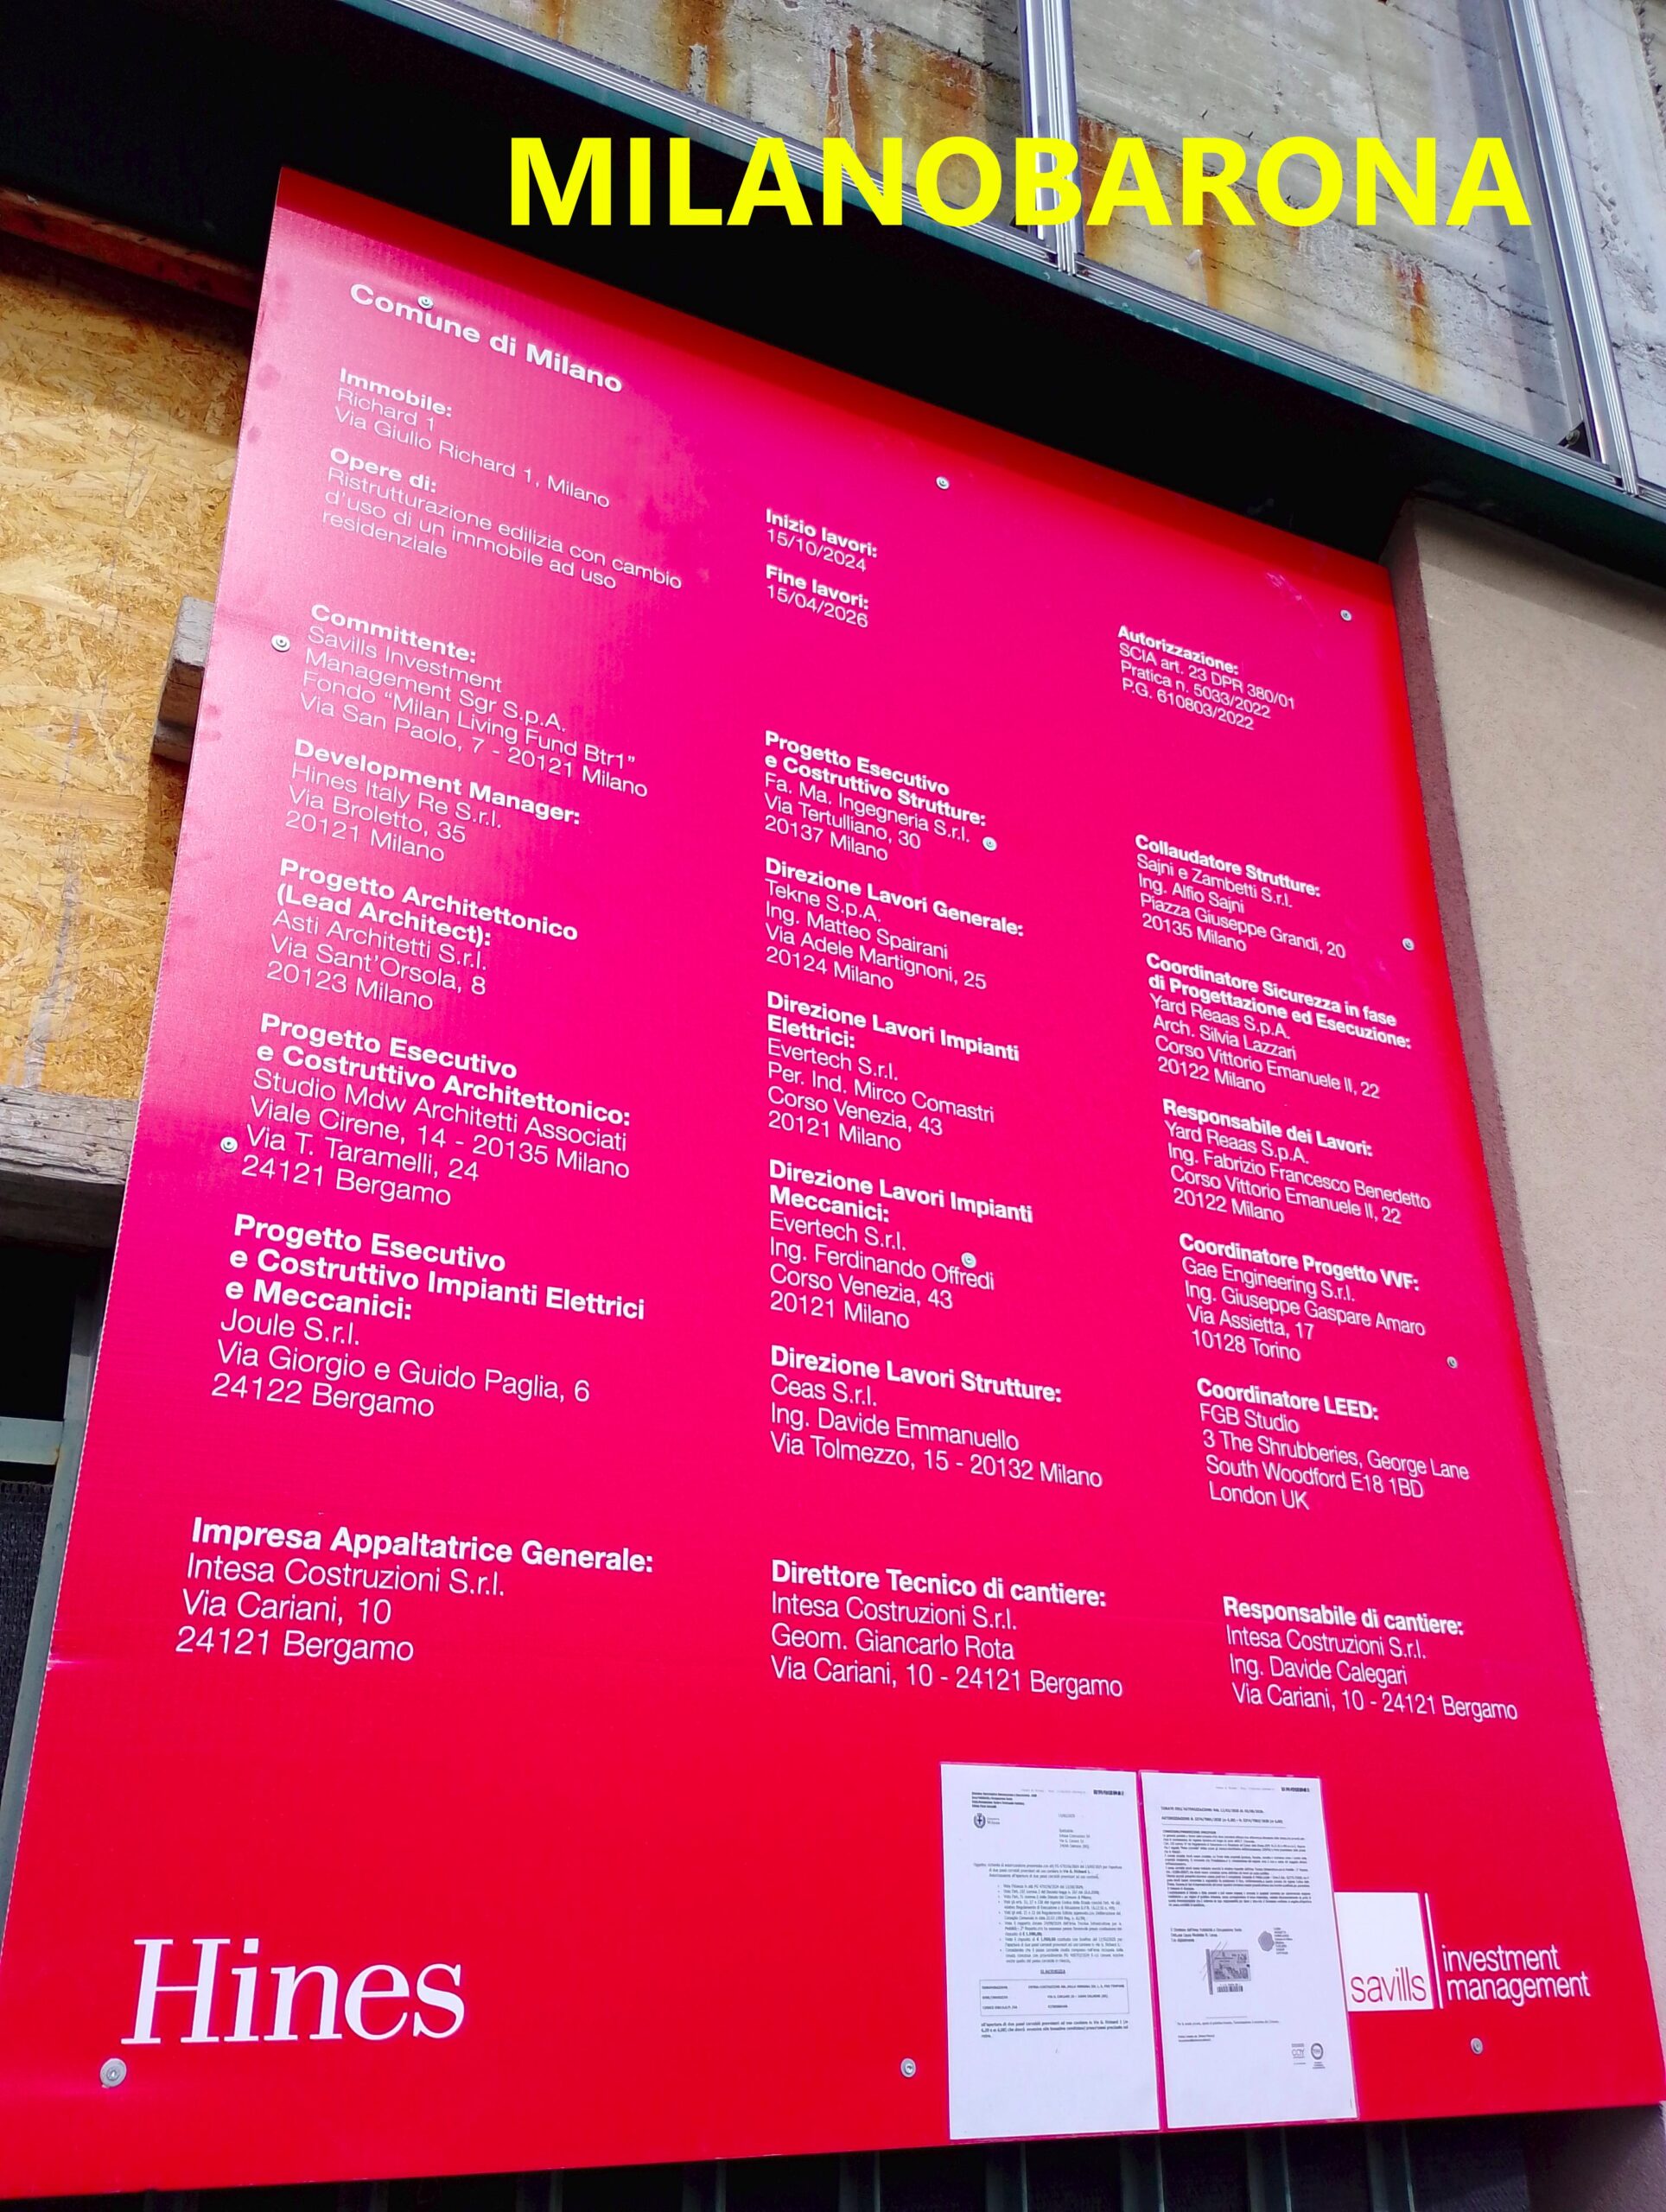 MILANOBARONA
Comune di Milano
Immobile:
Richard 1
Via Giulio Richard 1, Milano
Opere di:
Ristrutturazione edilizia con cambio
d'uso di un immobile ad uso
residenziale
Committente:
Savills Investment
Management Sgr S.p.A.
Fondo “Milan Living Fund Btr1”
Via San Paolo, 7 - 20121 Milano
Development Manager:
Hines Italy Re S.r.l.
Via Broletto, 35
20121 Milano
Progetto Architettonico
(Lead Architect):
Asti Architetti S.r.l.
Via Sant'Orsola, 8
20123 Milano
Progetto Esecutivo
e Costruttivo Architettonico:
Studio Mdw Architetti Associati
Viale Cirene, 14 - 20135 Milano
Via T. Taramelli, 24
24121 Bergamo
Progetto Esecutivo
e Costruttivo Impianti Elettrici
e Meccanici:
Joule S.r.l.
Via Giorgio e Guido Paglia, 6
24122 Bergamo
Impresa Appaltatrice Generale:
Intesa Costruzioni S.r.l.
Via Cariani, 10
24121 Bergamo
Inizio lavori:
15/10/2024
Fine lavori:
15/04/2026
Progetto Esecutivo
e Costruttivo Strutture:
Fa. Ma. Ingegneria S.r.l.
Via Tertulliano, 30
20137 Milano
Direzione Lavori Generale:
Tekne S.p.A.
Ing. Matteo Spairani
Via Adele Martignoni, 25
20124 Milano
Direzione Lavori Impianti
Elettrici:
Evertech S.r.l.
Per. Ind. Mirco Comastri
Corso Venezia, 43
20121 Milano
Direzione Lavori Impianti
Meccanici:
Evertech S.r.l.
Ing. Ferdinando Offredi
Corso Venezia, 43
20121 Milano
Direzione Lavori Strutture:
Ceas S.r.l.
Ing. Davide Emmanuello
Via Tolmezzo, 15 - 20132 Milano
Direttore Tecnico di cantiere:
Intesa Costruzioni S.r.l.
Geom. Giancarlo Rota
Via Cariani, 10 - 24121 Bergamo
Autorizzazione:
SCIA art. 23 DPR 380/01
Pratica n. 5033/2022
P.G. 610803/2022
Collaudatore Strutture:
Sajni e Zambetti S.r.l.
Ing. Alfio Sajni
Piazza Giuseppe Grandi, 20
20135 Milano
Coordinatore Sicurezza in fase
di Progettazione ed Esecuzione:
Yard Reaas S.p.A.
Arch. Silvia Lazzari
Corso Vittorio Emanuele II, 22
20122 Milano
Responsabile dei Lavori:
Yard Reaas S.p.A.
Ing. Fabrizio Francesco Benedetto
Corso Vittorio Emanuele II, 22
20122 Milano
Coordinatore Progetto VVF:
Gae Engineering S.r.l.
Ing. Giuseppe Gaspare Amaro
Via Assietta, 17
10128 Torino
Coordinatore LEED:
FGB Studio
3 The Shrubberies, George Lane
South Woodford E18 1BD
London UK
Responsabile di cantiere:
Intesa Costruzioni S.r.l.
Ing. Davide Calegari
Via Cariani, 10 - 24121 Bergamo
Hines
savills
investment
management